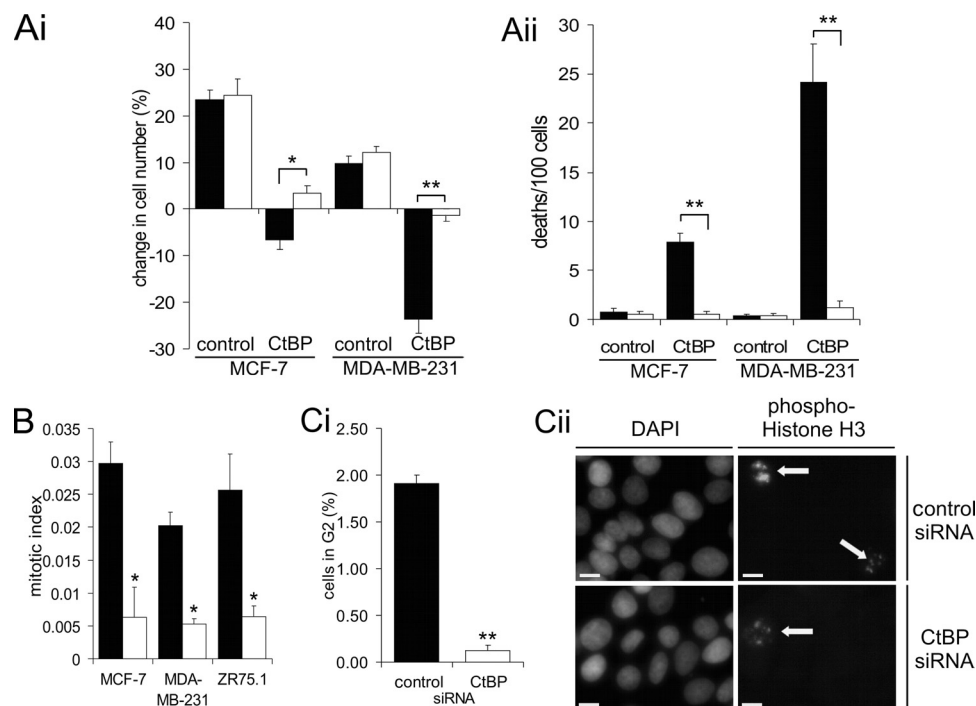 Ai
change in cell number (%)
40
30
20
10
0
-10
-20
-30
*
**
control CtBP control CtBP
MCF-7 MDA-MB-231
Aii
deaths/100 cells
30
25
20
15
10
5
0
**
**
control CtBP control CtBP
MCF-7 MDA-MB-231
B
mitotic index
0.035
0.03
0.025
0.02
0.015
0.01
0.005
0
*
*
*
MCF-7 MDA- ZR75.1
MB-231
Ci
cells in G2 (%)
2.50
2.00
1.50
1.00
0.50
0.00
**
control CtBP
siRNA
Cii
DAPI
phospho-
Histone H3
control
siRNA
CtBP
siRNA